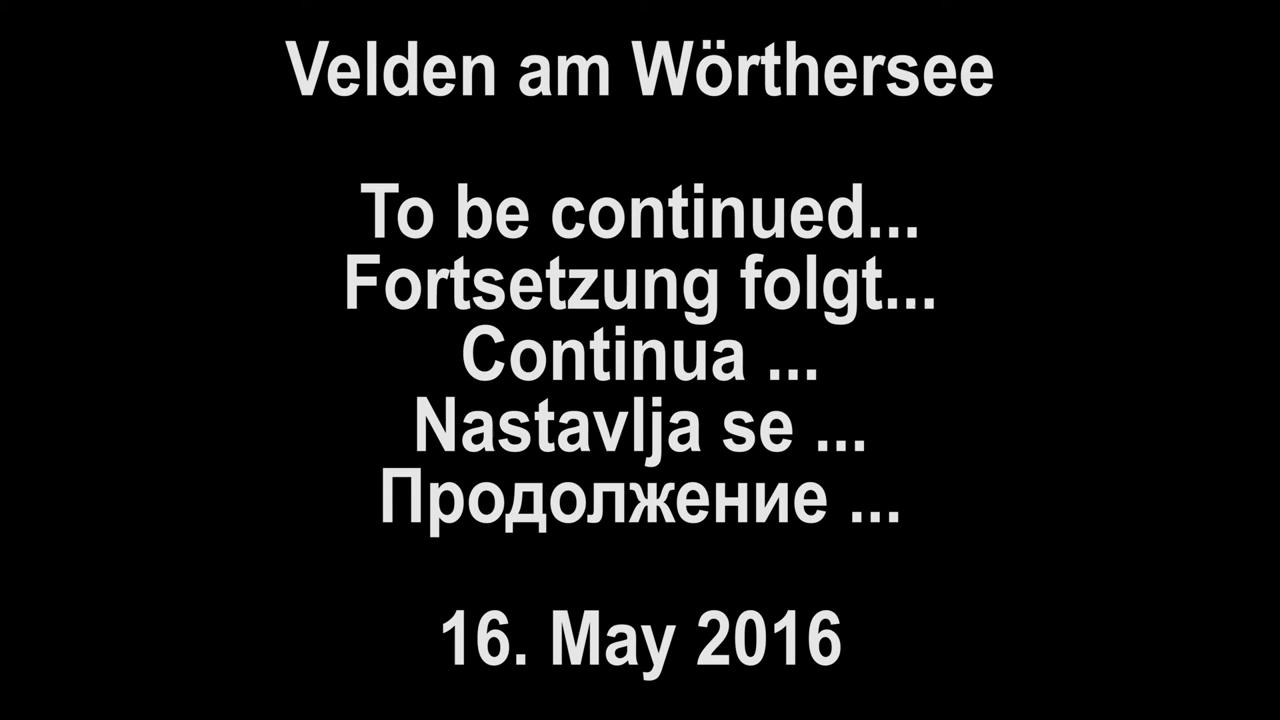 Velden am Wörthersee
To be continued...
Fortsetzung folgt...
Continua ...
Nastavlja se ...
Продолжение ...
16. May 2016